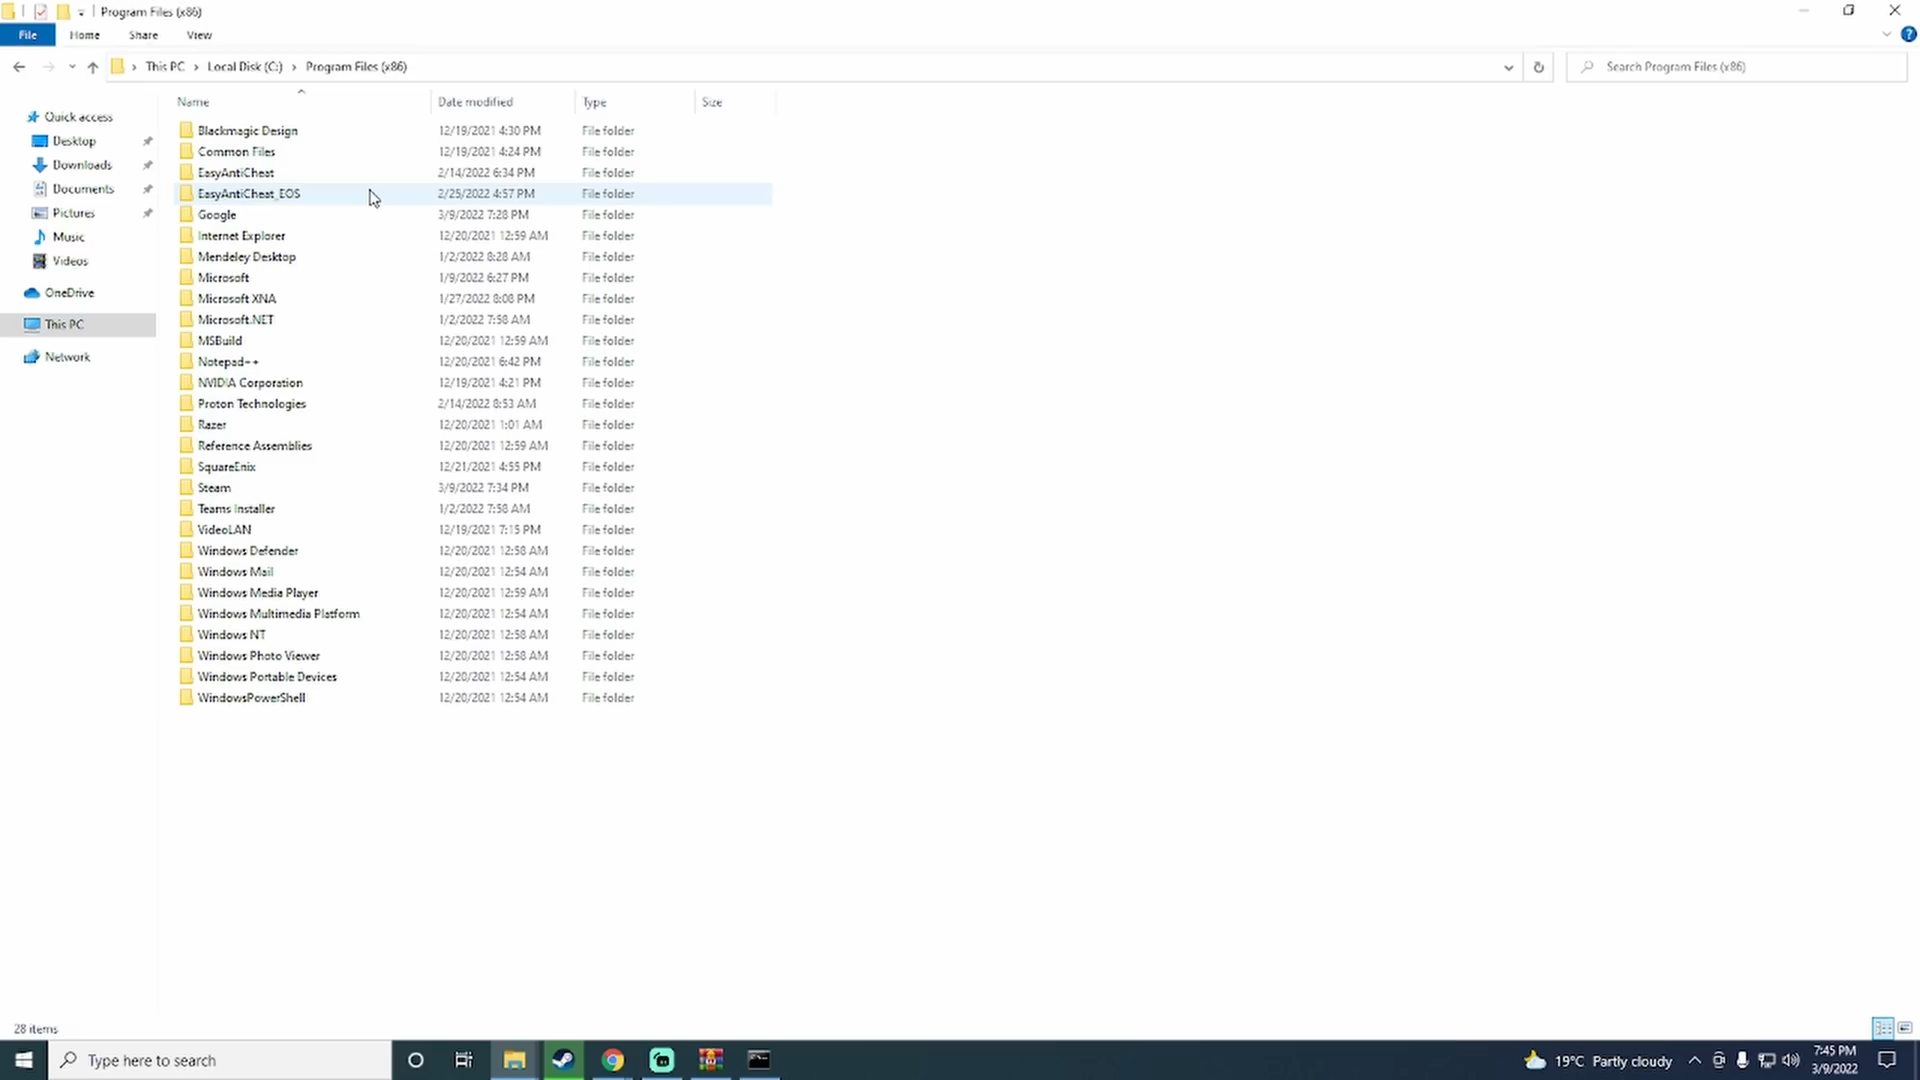 Program Files (x86)
File Home Share View
This PC > Local Disk (C:) > Program Files (x86)
Search Program Files (x86)
Name Date modified Type Size
Quick access
Desktop
Downloads
Documents
Pictures
Music
Videos
OneDrive
This PC
Network
Blackmagic Design 12/19/2021 4:30 PM File folder
Common Files 12/19/2021 4:24 PM File folder
EasyAntiCheat 2/14/2022 6:34 PM File folder
EasyAntiCheat_EOS 2/25/2022 4:57 PM File folder
Google 3/9/2022 7:28 PM File folder
Internet Explorer 12/20/2021 12:59 AM File folder
Mendeley Desktop 1/2/2022 8:28 AM File folder
Microsoft 1/9/2022 6:27 PM File folder
Microsoft XNA 1/27/2022 8:08 PM File folder
Microsoft.NET 1/2/2022 7:58 AM File folder
MSBuild 12/20/2021 12:59 AM File folder
Notepad++ 12/20/2021 6:42 PM File folder
NVIDIA Corporation 12/19/2021 4:21 PM File folder
Proton Technologies 2/14/2022 8:53 AM File folder
Razer 12/20/2021 1:01 AM File folder
Reference Assemblies 12/20/2021 12:59 AM File folder
SquareEnix 12/21/2021 4:55 PM File folder
Steam 3/9/2022 7:34 PM File folder
Teams Installer 1/2/2022 7:58 AM File folder
VideoLAN 12/19/2021 7:15 PM File folder
Windows Defender 12/20/2021 12:58 AM File folder
Windows Mail 12/20/2021 12:54 AM File folder
Windows Media Player 12/20/2021 12:59 AM File folder
Windows Multimedia Platform 12/20/2021 12:54 AM File folder
Windows NT 12/20/2021 12:58 AM File folder
Windows Photo Viewer 12/20/2021 12:58 AM File folder
Windows Portable Devices 12/20/2021 12:54 AM File folder
WindowsPowerShell 12/20/2021 12:54 AM File folder
28 items
Type here to search
19°C Partly cloudy
7:45 PM
3/9/2022